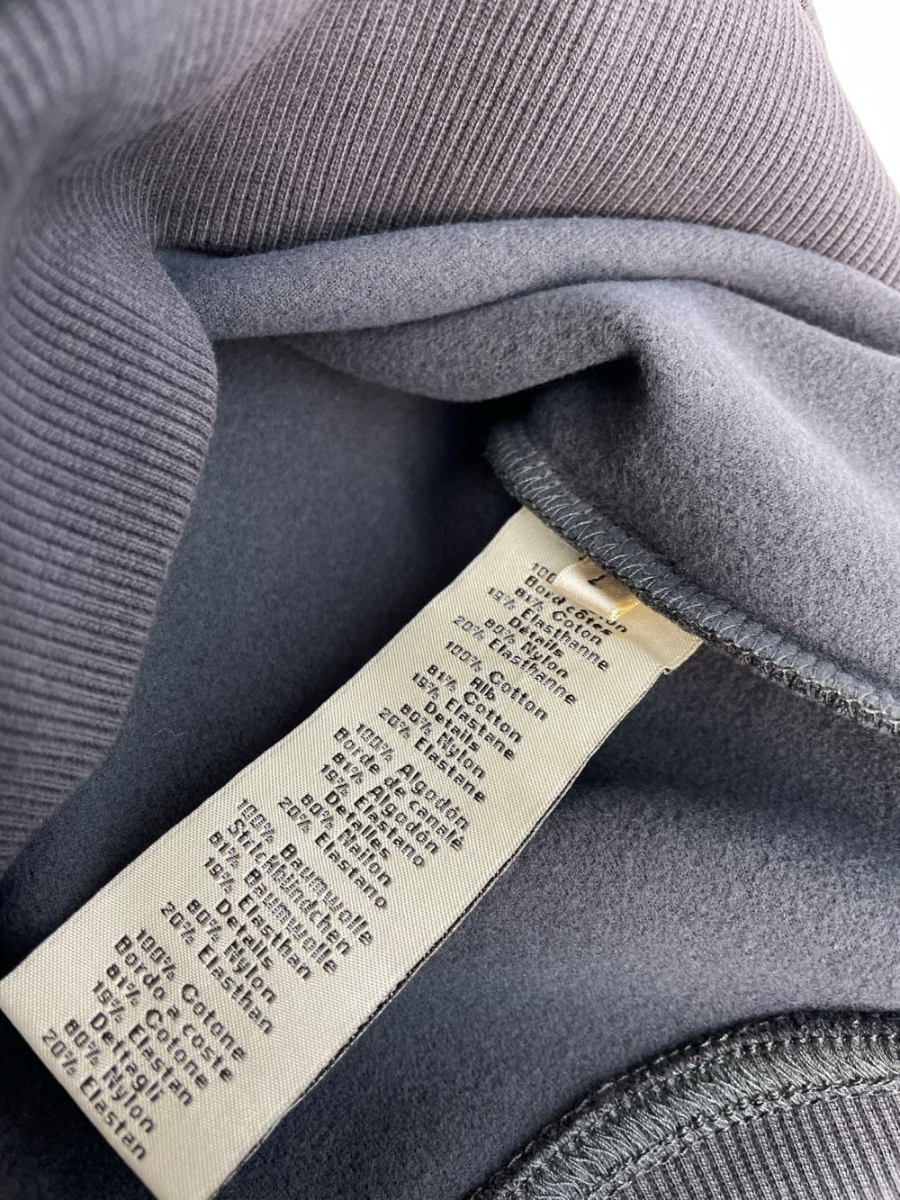 L
100
Bord côtes
81% Coton
19% Elasthanne
Détails
80% Nylon
20% Elasthanne
100% Cotton
Rib
81% Cotton
19% Elastane
Details
80% Nylon
20% Elastane
100% Algodón
Borde de canalé
81% Algodón
19% Elastano
Detalles
80% Nailon
20% Elastano
100% Baumwolle
Strickbündchen
81% Baumwolle
19% Elasthan
Details
80% Nylon
20% Elasthan
100% Cotone
Bordo a coste
81% Cotone
19% Elastan
Dettagli
80% Nylon
20% Elastan